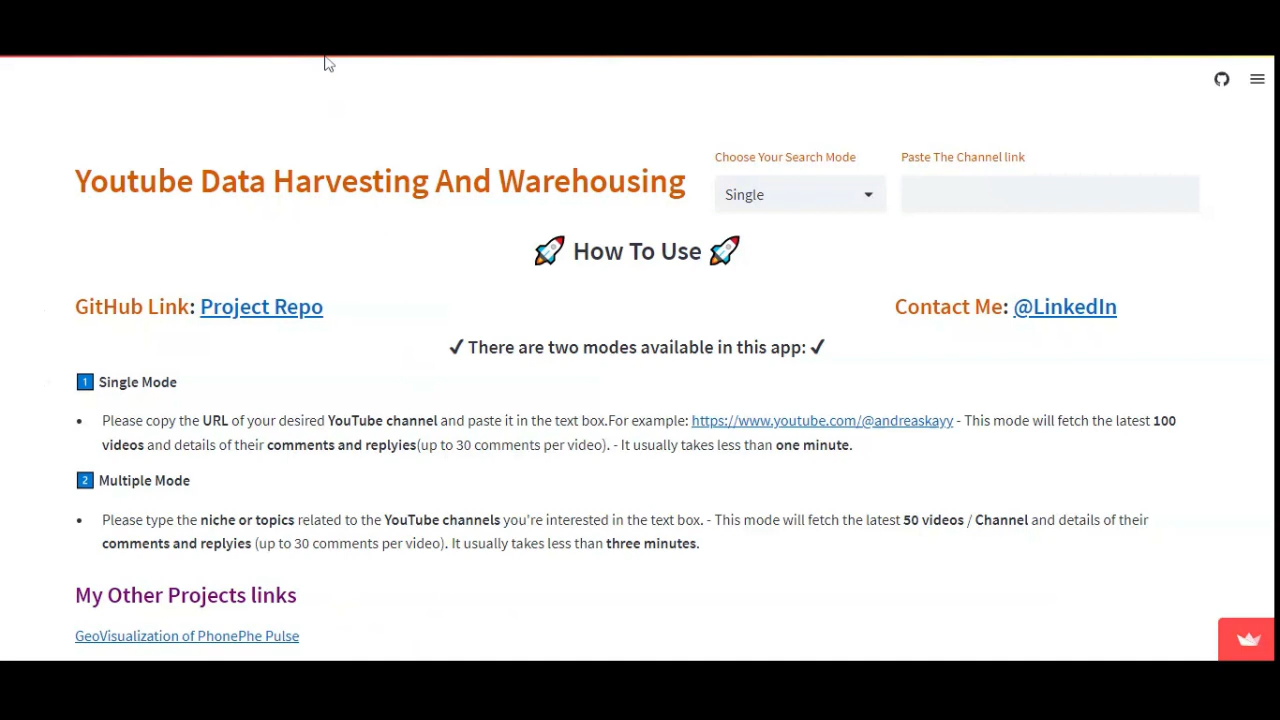 Youtube Data Harvesting And Warehousing
Choose Your Search Mode
Single
Paste The Channel link
🚀 How To Use 🚀
GitHub Link: Project Repo
Contact Me: @LinkedIn
✔ There are two modes available in this app: ✔
1 Single Mode
• Please copy the URL of your desired YouTube channel and paste it in the text box.For example: https://www.youtube.com/@andreaskayy - This mode will fetch the latest 100
videos and details of their comments and replyies(up to 30 comments per video). - It usually takes less than one minute.
2 Multiple Mode
• Please type the niche or topics related to the YouTube channels you're interested in the text box. - This mode will fetch the latest 50 videos / Channel and details of their
comments and replyies (up to 30 comments per video). It usually takes less than three minutes.
My Other Projects links
GeoVisualization of PhonePhe Pulse